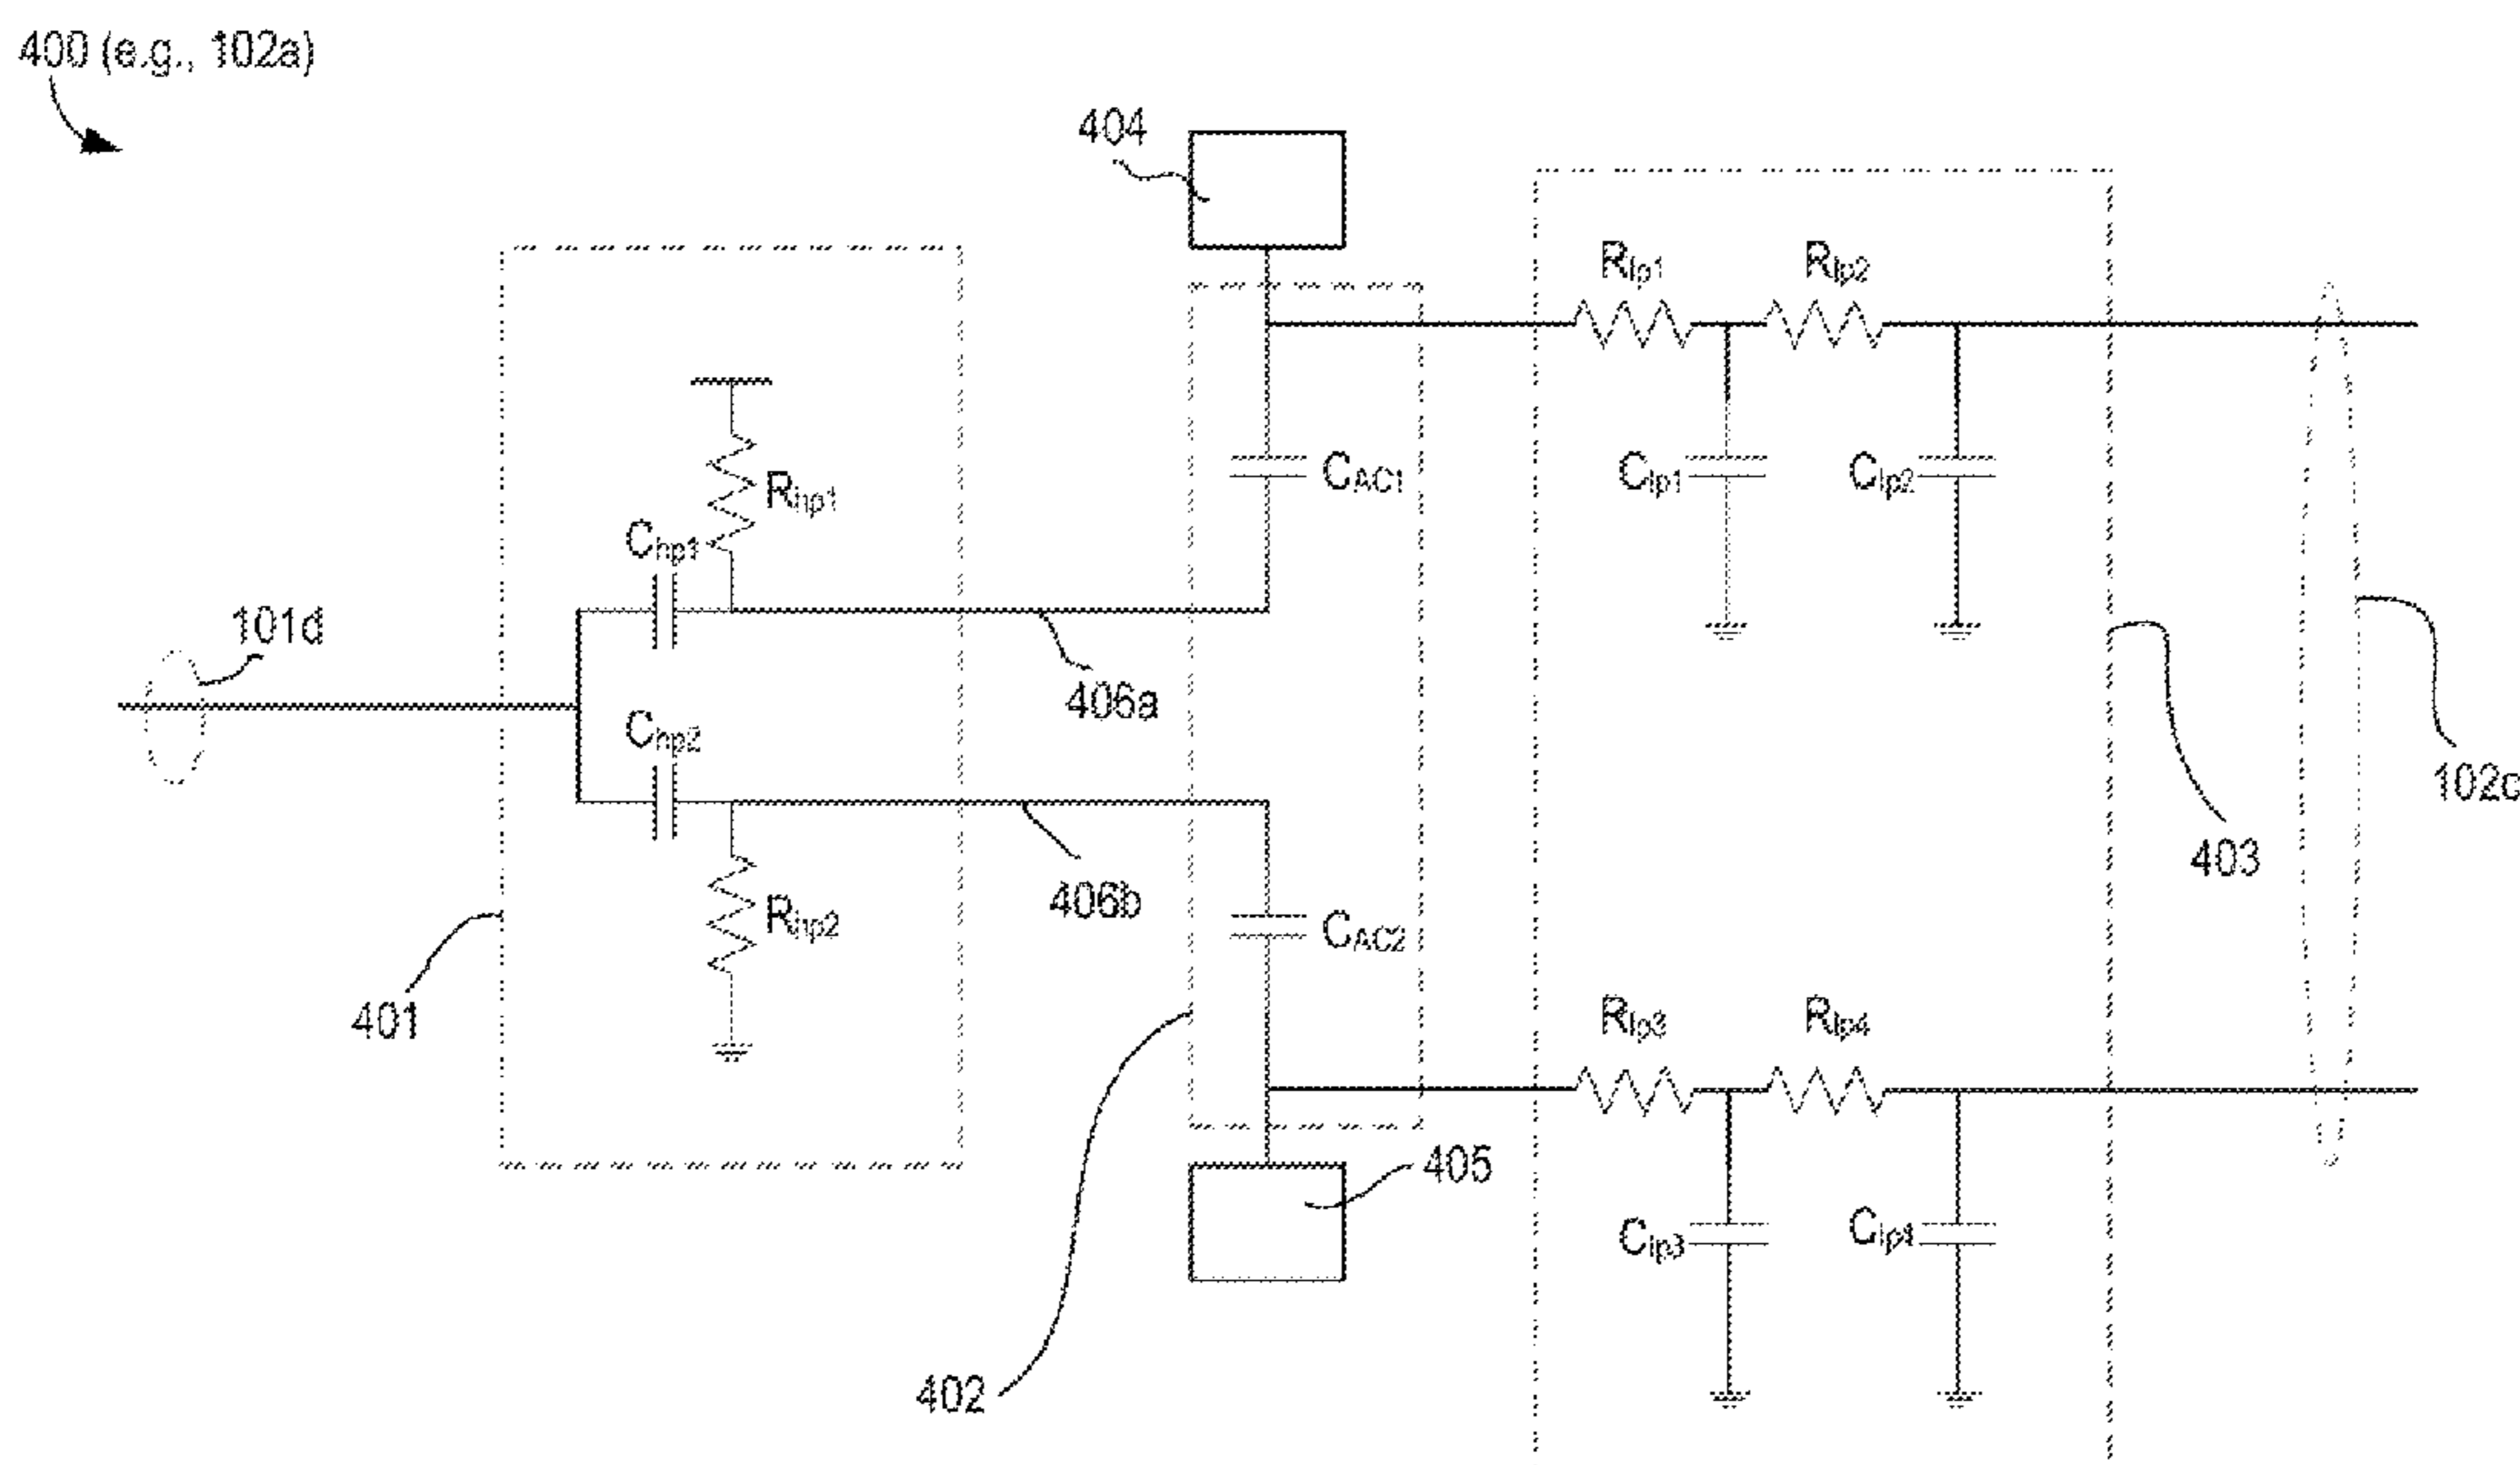 400 (e.g., 102a)
404
Rlp1
Rlp2
Rhp1
CAC1
Clp1
Clp2
Chp1
101d
406a
Chp2
102c
403
406b
Rhp2
CAC2
401
Rlp3
Rlp4
405
Clp3
Clp4
402